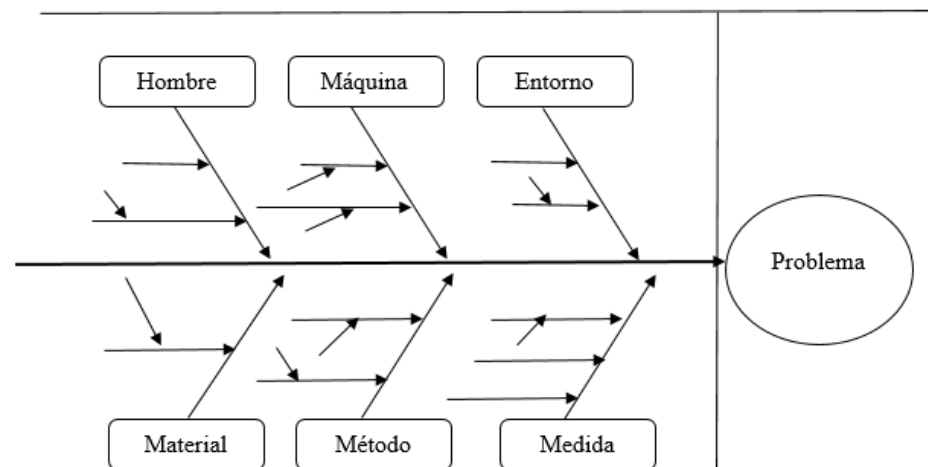 Hombre
Máquina
Entorno
Problema
Material
Método
Medida